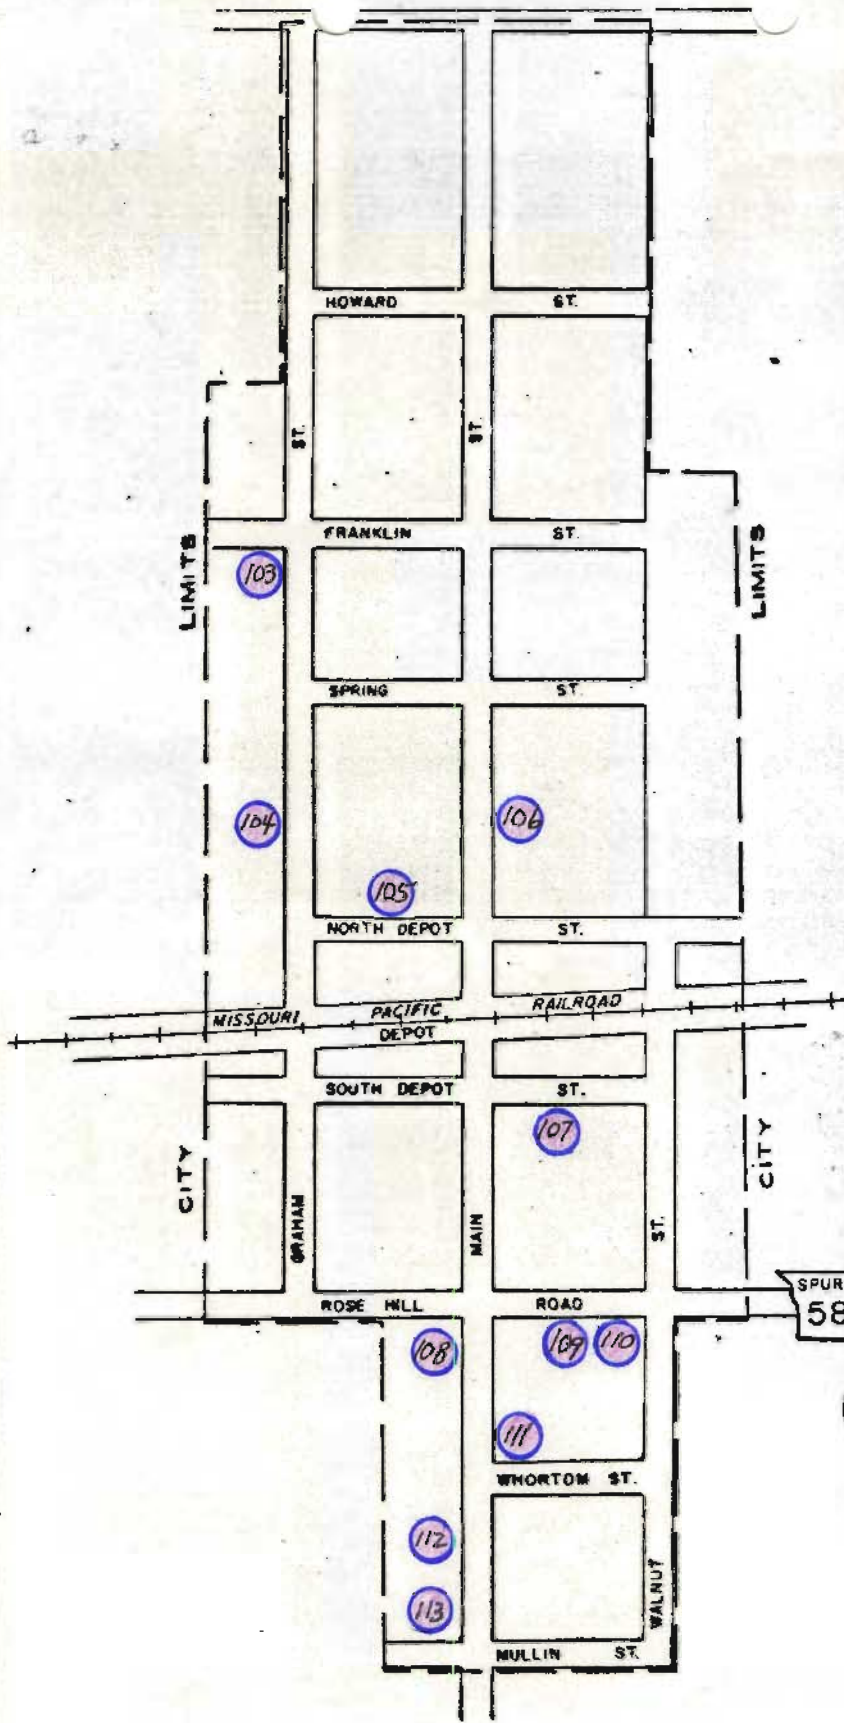 HOWARD ST.
ST. ST.
FRANKLIN ST.
LIMITS LIMITS
103
SPRING ST.
104 106
105
NORTH DEPOT ST.
MISSOURI PACIFIC RAILROAD
DEPOT
SOUTH DEPOT ST.
107
CITY CITY
GRAHAM MAIN ST.
ROSE HILL ROAD
SPUR
58
108 109 110
111
WHORTOM ST.
112
WALNUT
113
MULLIN ST.